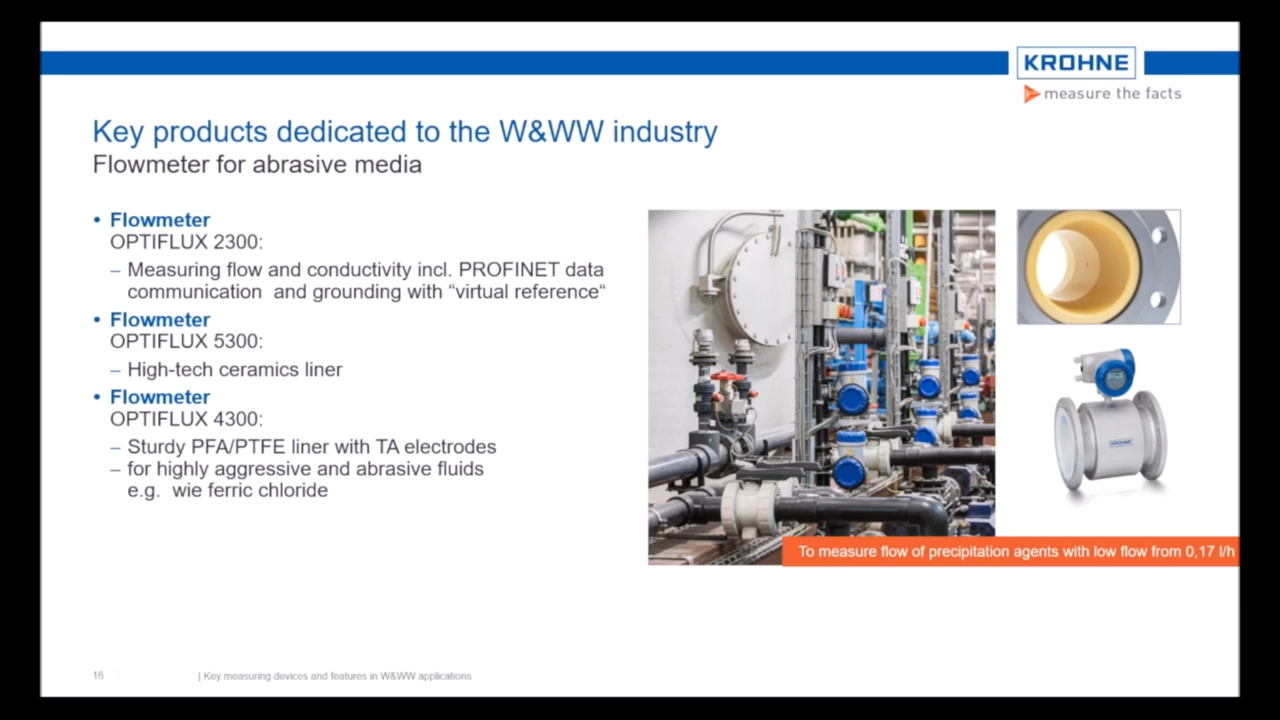 KROHNE
measure the facts
Key products dedicated to the W&WW industry
Flowmeter for abrasive media
• Flowmeter
OPTIFLUX 2300:
– Measuring flow and conductivity incl. PROFINET data
communication and grounding with “virtual reference“
• Flowmeter
OPTIFLUX 5300:
– High-tech ceramics liner
• Flowmeter
OPTIFLUX 4300:
– Sturdy PFA/PTFE liner with TA electrodes
– for highly aggressive and abrasive fluids
e.g. wie ferric chloride
KROHNE
To measure flow of precipitation agents with low flow from 0,17 l/h
16 | Key measuring devices and features in W&WW applications